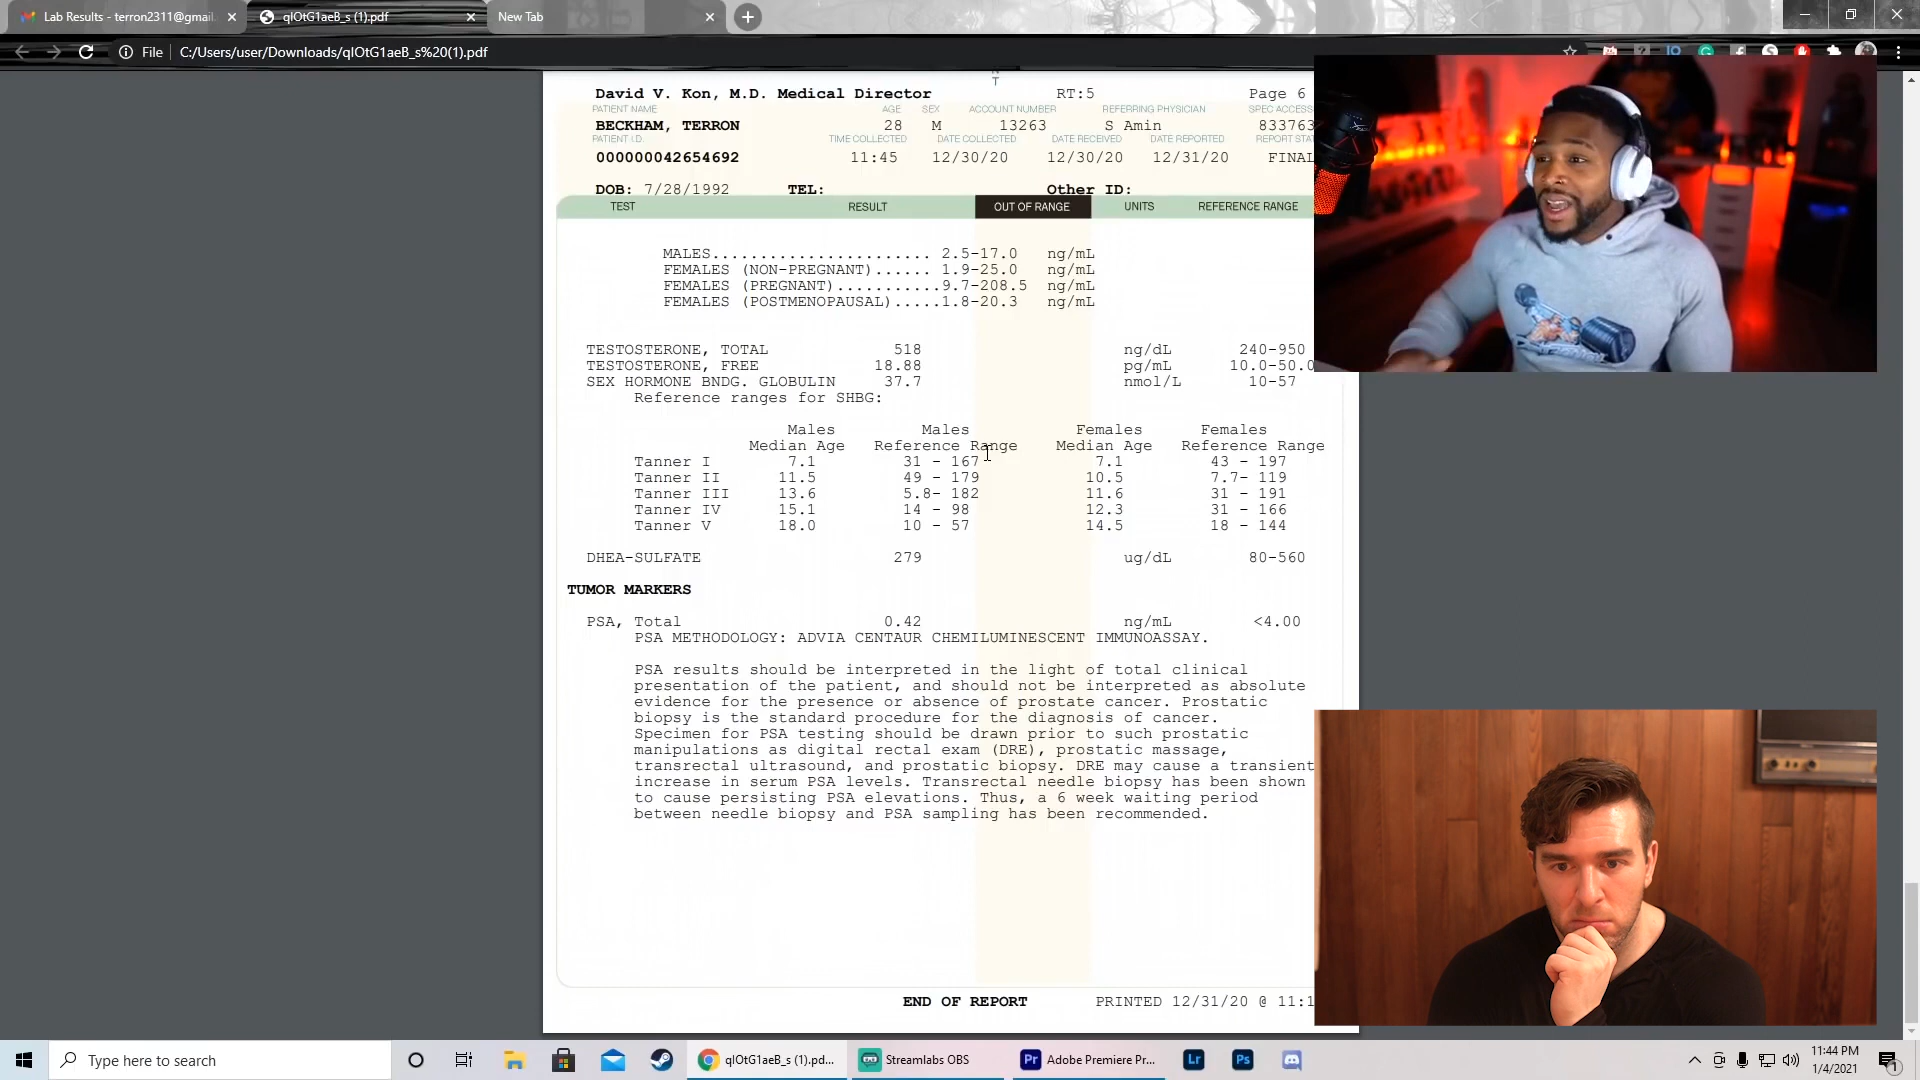 Lab Results - terron2311@gmail.
qlOtG1aeB_s (1).pdf
New Tab
File
C:/Users/user/Downloads/qlOtG1aeB_s%20(1).pdf
David V. Kon, M.D. Medical Director RT:5 Page 6
PATIENT NAME AGE SEX ACCOUNT NUMBER REFERRING PHYSICIAN SPEC ACCESS
BECKHAM, TERRON 28 M 13263 S Amin 833763
PATIENT I.D. TIME COLLECTED DATE COLLECTED DATE RECEIVED DATE REPORTED REPORT STA
000000042654692 11:45 12/30/20 12/30/20 12/31/20 FINAL
DOB: 7/28/1992 TEL: Other ID:
TEST RESULT OUT OF RANGE UNITS REFERENCE RANGE
MALES....................... 2.5-17.0 ng/mL
FEMALES (NON-PREGNANT)...... 1.9-25.0 ng/mL
FEMALES (PREGNANT)...........9.7-208.5 ng/mL
FEMALES (POSTMENOPAUSAL).....1.8-20.3 ng/mL
TESTOSTERONE, TOTAL 518 ng/dL 240-950
TESTOSTERONE, FREE 18.88 pg/mL 10.0-50.0
SEX HORMONE BNDG. GLOBULIN 37.7 nmol/L 10-57
Reference ranges for SHBG:
Males Males Females Females
Median Age Reference Range Median Age Reference Range
Tanner I 7.1 31 - 167 7.1 43 - 197
Tanner II 11.5 49 - 179 10.5 7.7- 119
Tanner III 13.6 5.8- 182 11.6 31 - 191
Tanner IV 15.1 14 - 98 12.3 31 - 166
Tanner V 18.0 10 - 57 14.5 18 - 144
DHEA-SULFATE 279 ug/dL 80-560
TUMOR MARKERS
PSA, Total 0.42 ng/mL <4.00
PSA METHODOLOGY: ADVIA CENTAUR CHEMILUMINESCENT IMMUNOASSAY.
PSA results should be interpreted in the light of total clinical
presentation of the patient, and should not be interpreted as absolute
evidence for the presence or absence of prostate cancer. Prostatic
biopsy is the standard procedure for the diagnosis of cancer.
Specimen for PSA testing should be drawn prior to such prostatic
manipulations as digital rectal exam (DRE), prostatic massage,
transrectal ultrasound, and prostatic biopsy. DRE may cause a transient
increase in serum PSA levels. Transrectal needle biopsy has been shown
to cause persisting PSA elevations. Thus, a 6 week waiting period
between needle biopsy and PSA sampling has been recommended.
END OF REPORT PRINTED 12/31/20 @ 11:1
Type here to search
qlOtG1aeB_s (1).pd...
Streamlabs OBS
Pr Adobe Premiere Pr...
Lr
Ps
11:44 PM
1/4/2021